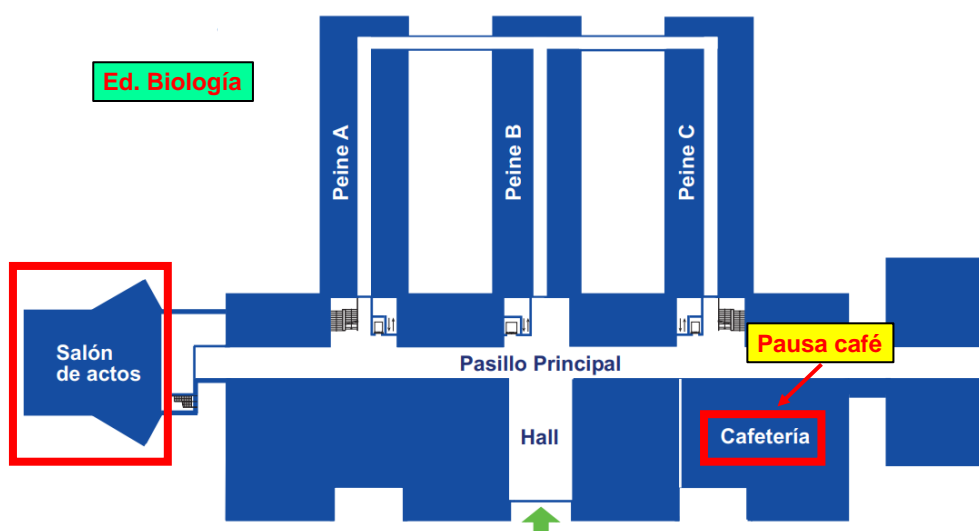 Ed. Biología
Peine A
Peine B
Peine C
Salón
de actos
Pasillo Principal
Pausa café
Hall
Cafetería